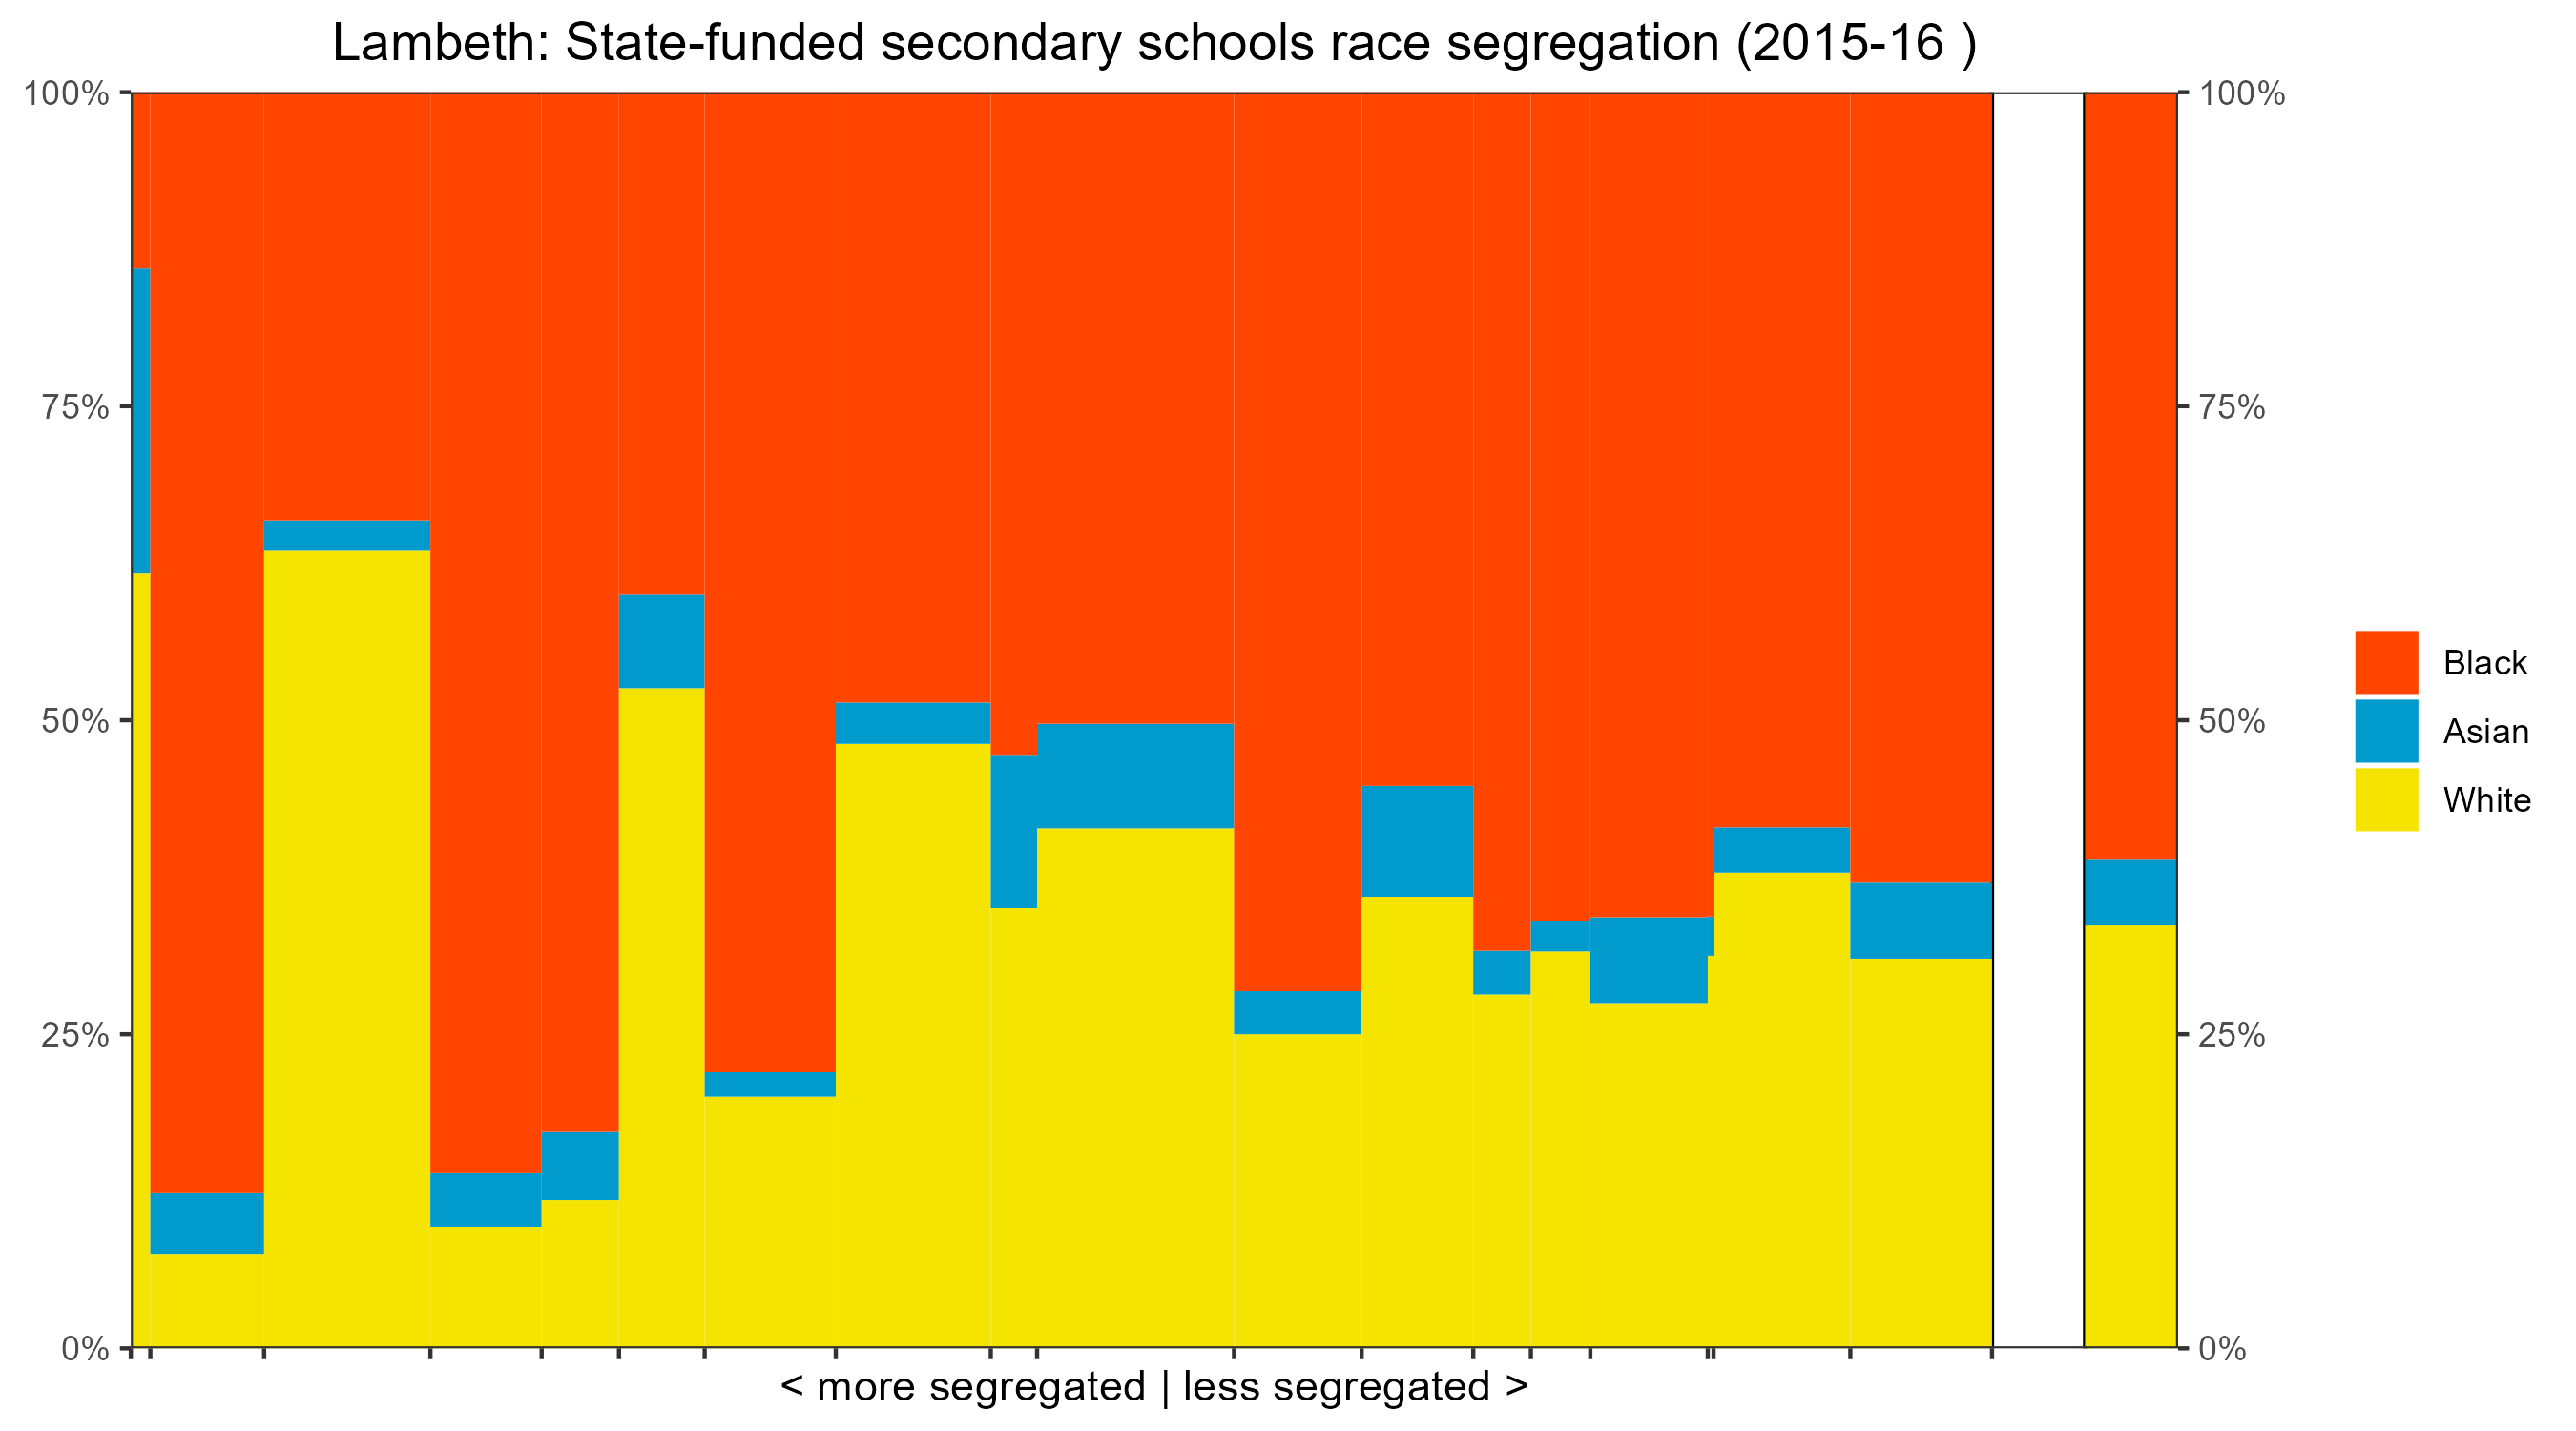 Lambeth: State-funded secondary schools race segregation (2015-16 )
100%
75%
50%
25%
0%
100%
75%
50%
25%
0%
< more segregated | less segregated >
Black
Asian
White